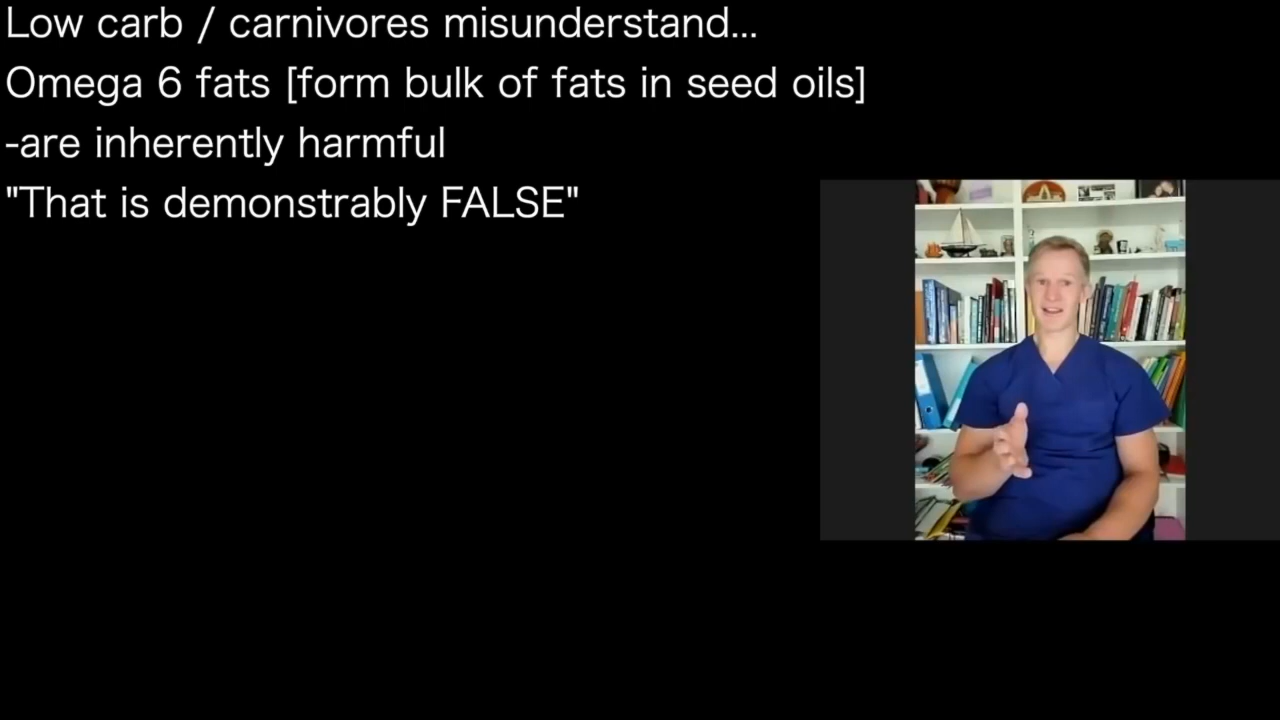 Low carb / carnivores misunderstand...
Omega 6 fats [form bulk of fats in seed oils]
-are inherently harmful
"That is demonstrably FALSE"